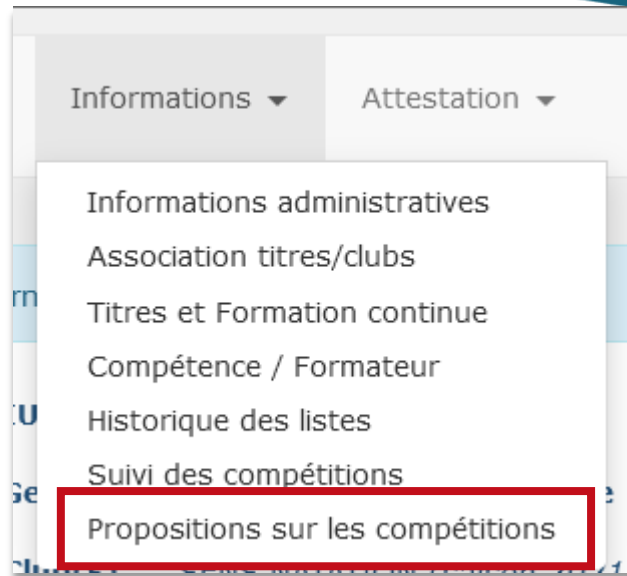 Informations Attestation
Informations administratives
Association titres/clubs
Titres et Formation continue
Compétence / Formateur
Historique des listes
Suivi des compétitions
Propositions sur les compétitions